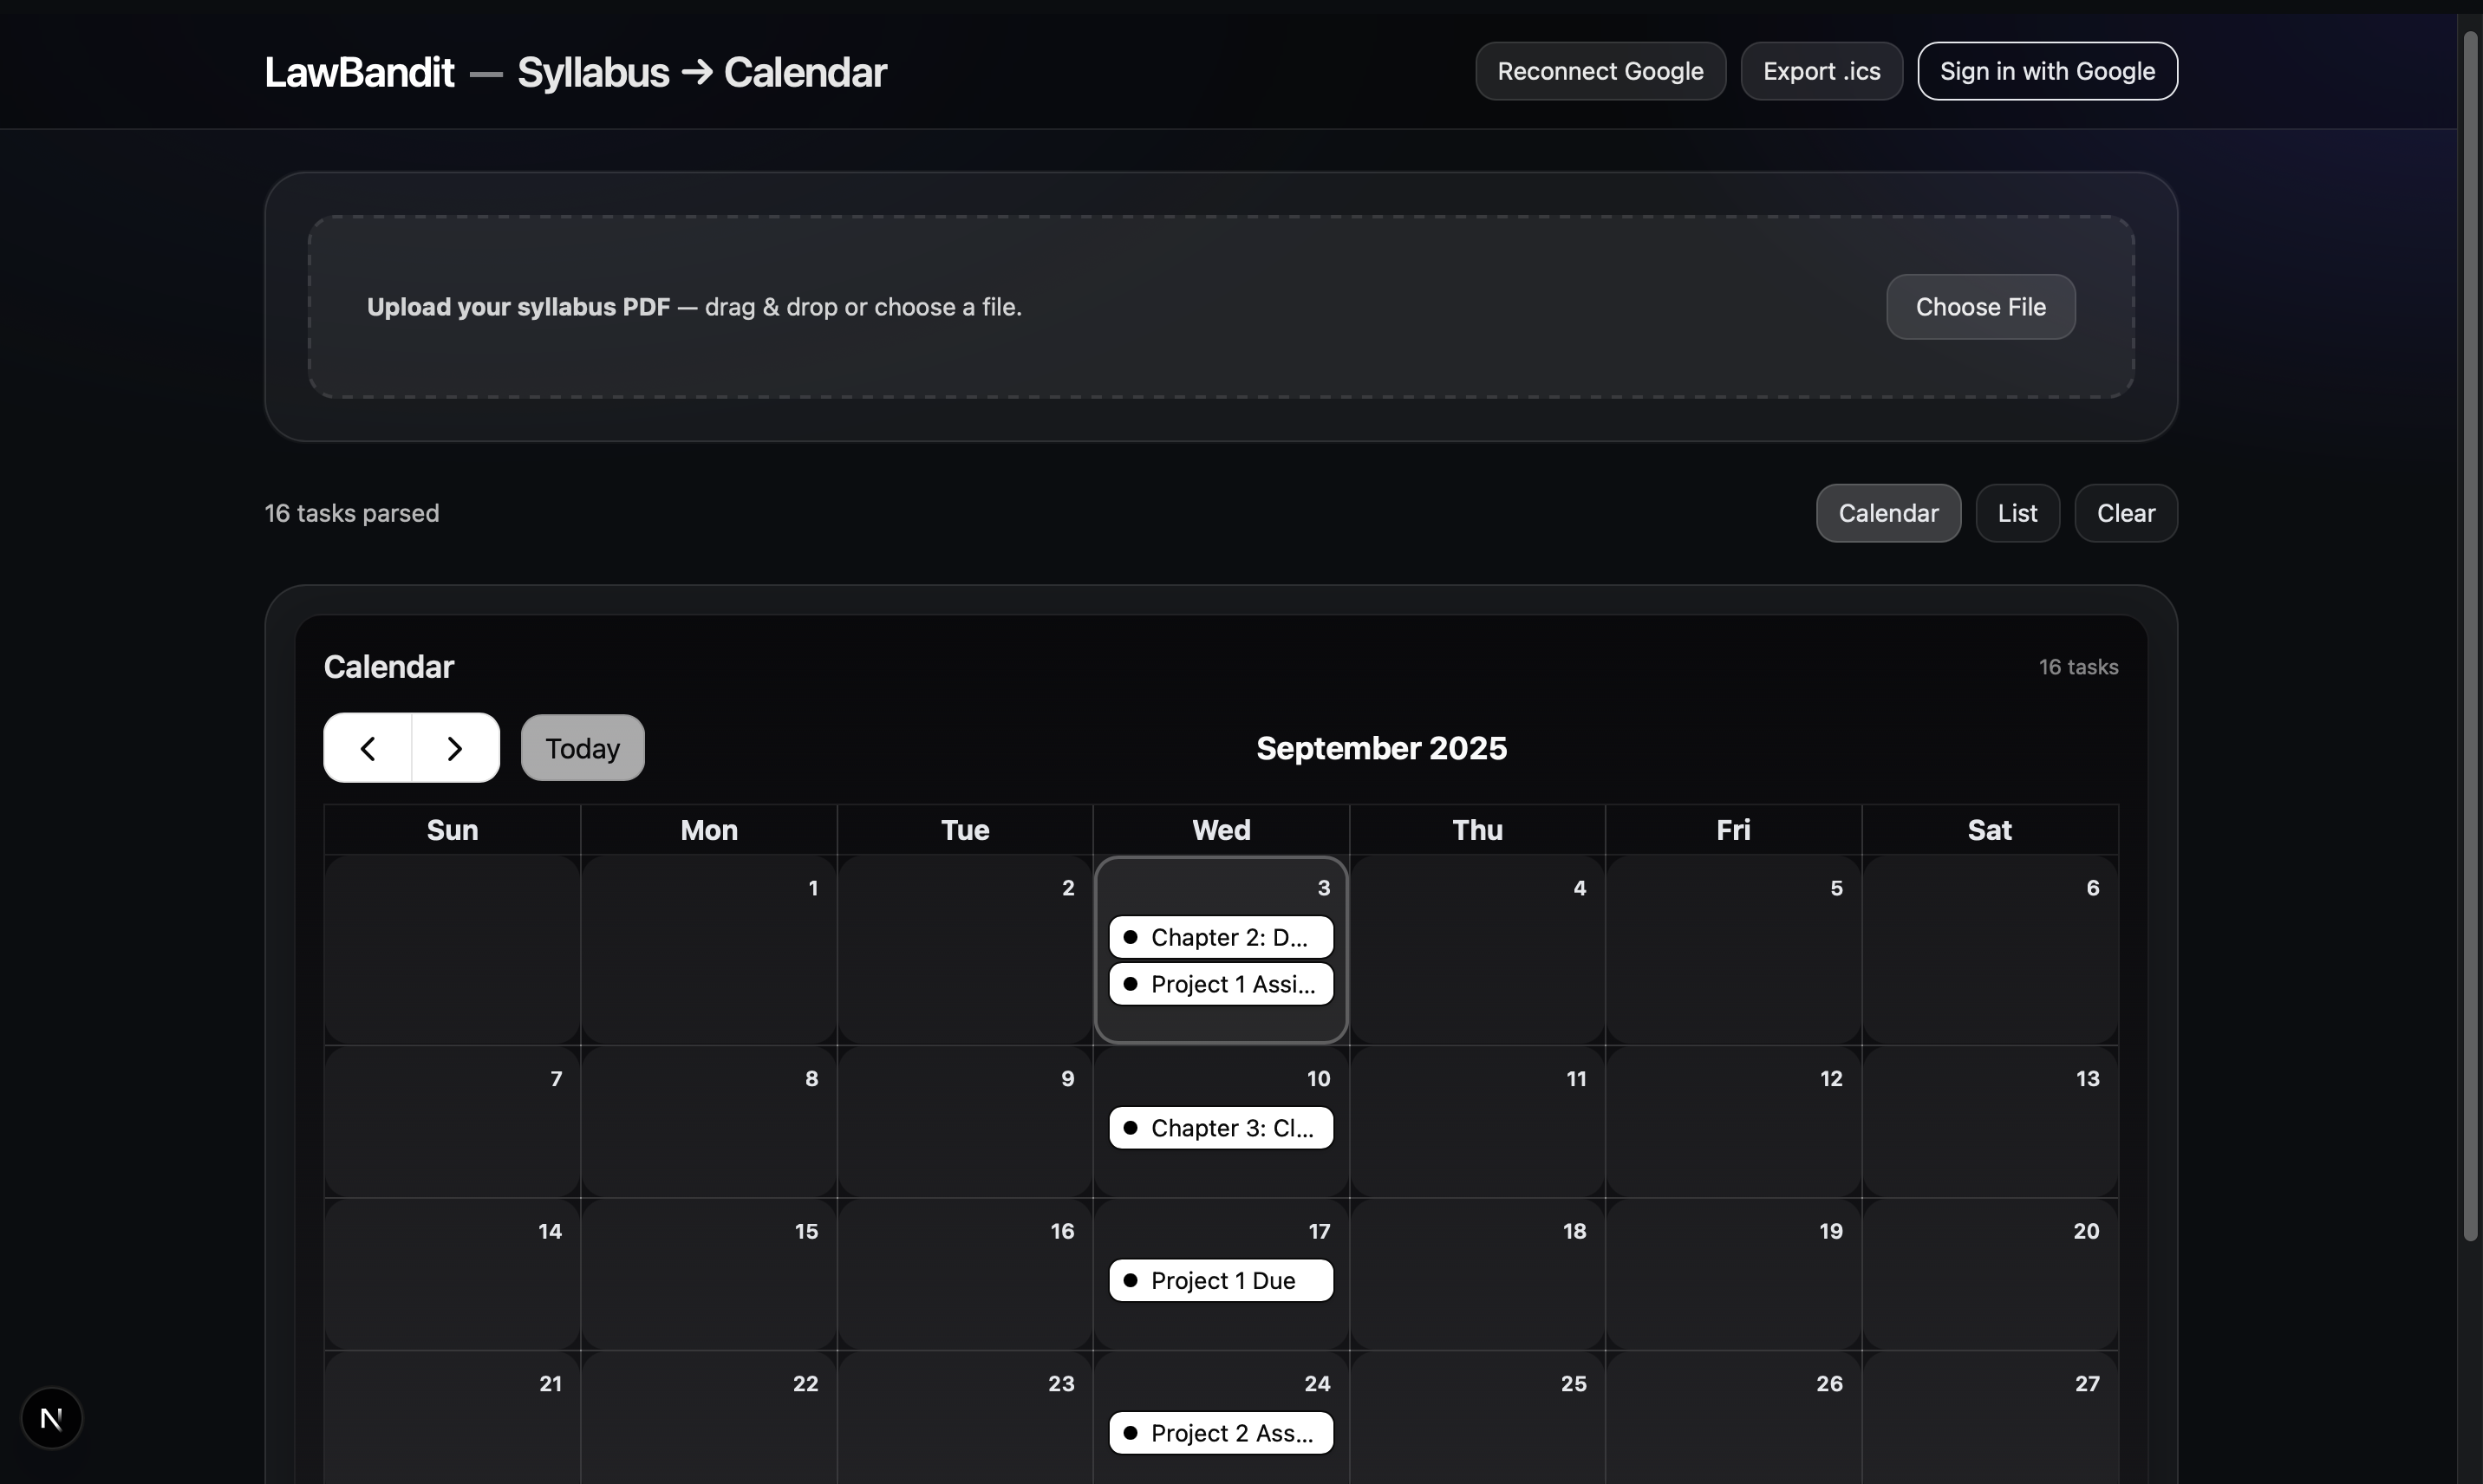 LawBandit — Syllabus → Calendar
Reconnect Google
Export .ics
Sign in with Google
Upload your syllabus PDF — drag & drop or choose a file.
Choose File
16 tasks parsed
Calendar
List
Clear
Calendar
16 tasks
Today
September 2025
Sun Mon Tue Wed Thu Fri Sat
1 2 3 4 5 6
Chapter 2: D...
Project 1 Assi...
7 8 9 10 11 12 13
Chapter 3: Cl...
14 15 16 17 18 19 20
Project 1 Due
21 22 23 24 25 26 27
Project 2 Ass...
N